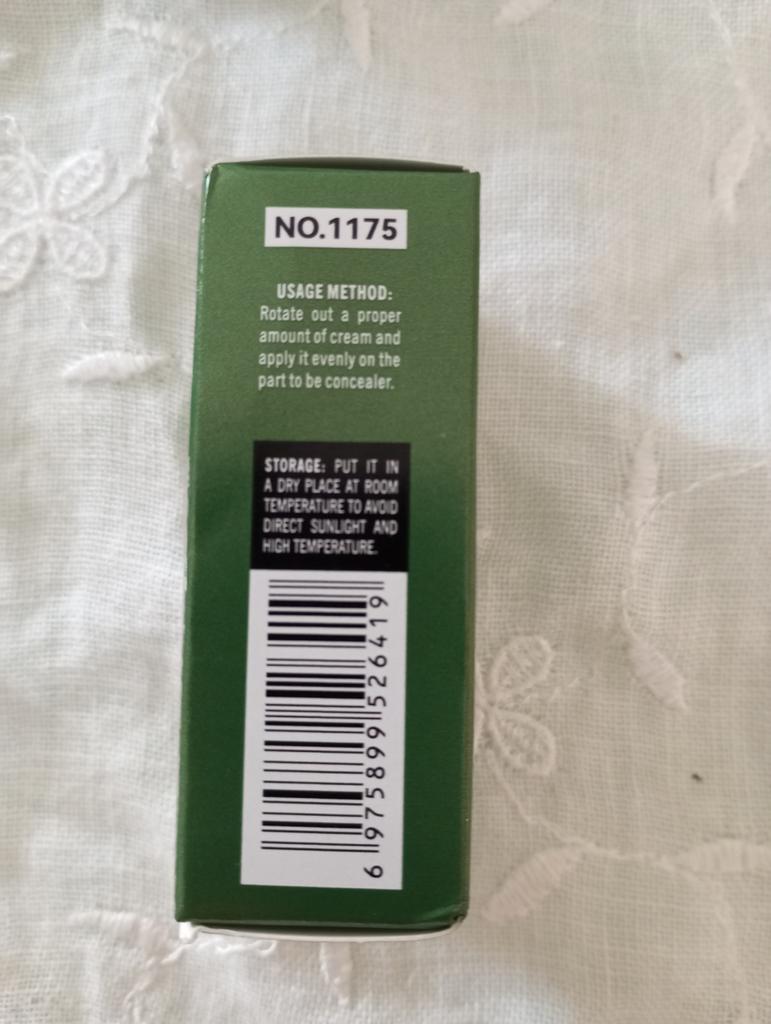 NO.1175
USAGE METHOD:
Rotate out a proper
amount of cream and
apply it evenly on the
part to be concealer.
STORAGE: PUT IT IN
A DRY PLACE AT ROOM
TEMPERATURE TO AVOID
DIRECT SUNLIGHT AND
HIGH TEMPERATURE.
6 975899 526419